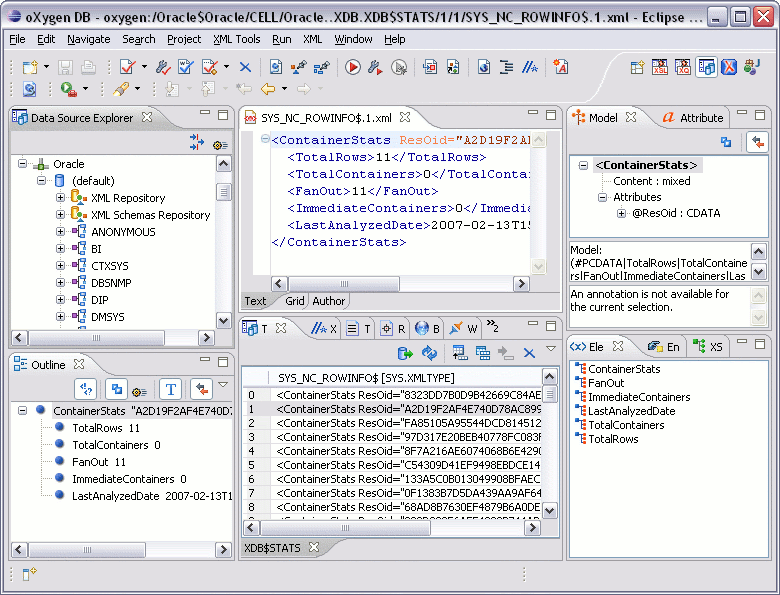 oXygen DB - oxygen:/Oracle$Oracle/CELL/Oracle..XDB.XDB$STATS/1/1/SYS_NC_ROWINFO$.1.xml - Eclipse ...
File Edit Navigate Search Project XML Tools Run XML Window Help
Data Source Explorer
Oracle
(default)
XML Repository
XML Schemas Repository
ANONYMOUS
BI
CTXSYS
DBSNMP
DIP
DMSYS
SYS_NC_ROWINFO$.1.xml
<ContainerStats ResOid="A2D19F2A
<TotalRows>11</TotalRows>
<TotalContainers>0</TotalConta
<FanOut>11</FanOut>
<ImmediateContainers>0</Immedia
<LastAnalyzedDate>2007-02-13T15
</ContainerStats>
Text Grid Author
Model Attribute
<ContainerStats>
Content : mixed
Attributes
@ResOid : CDATA
Model:
(#PCDATA|TotalRows|TotalContaine
rs|FanOut|ImmediateContainers|Las
An annotation is not available for
the current selection.
Outline
ContainerStats "A2D19F2AF4E740D7
TotalRows 11
TotalContainers 0
FanOut 11
ImmediateContainers 0
LastAnalyzedDate 2007-02-13T1
T X T R B W »2
SYS_NC_ROWINFO$ [SYS.XMLTYPE]
0 <ContainerStats ResOid="8323DD7B0D9B42669C84AE
1 <ContainerStats ResOid="A2D19F2AF4E740D78AC899
2 <ContainerStats ResOid="FA85105A95544DCD814512
3 <ContainerStats ResOid="97D317E20BEB40778FC083F
4 <ContainerStats ResOid="8F7A216AE6074068B6E429
5 <ContainerStats ResOid="C54309D41EF9498EBDCE14
6 <ContainerStats ResOid="133A5C0B013049908BFAEC
7 <ContainerStats ResOid="0F1383B7D5DA439AA9AF64
8 <ContainerStats ResOid="68AD8B7630EF4879B6A0DE
XDB$STATS
Ele En XS
ContainerStats
FanOut
ImmediateContainers
LastAnalyzedDate
TotalContainers
TotalRows